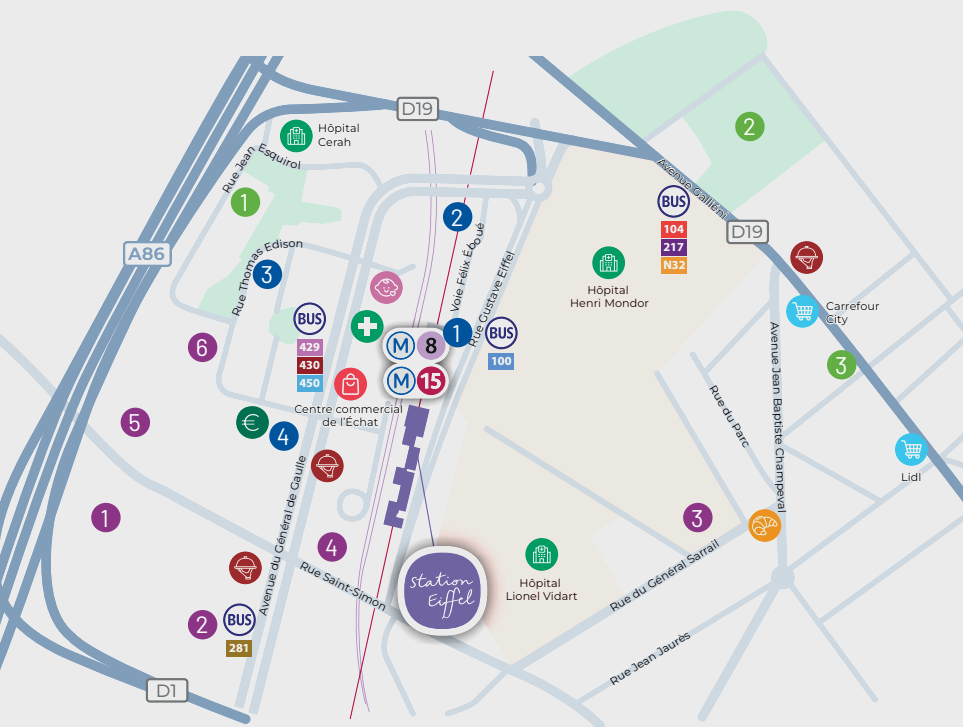 D19
Hôpital
Cerah
Rue Jean Esquirol
2
Avenue Galliéni
1
BUS
104
217
N32
2
D19
A86
Rue Thomas Edison
3
Voie Félix Éboué
Rue Gustave Eiffel
Hôpital
Henri Mondor
Carrefour
City
BUS
429
430
450
6
M 8
1
BUS
100
M 15
3
Avenue Jean Baptiste Champeval
Centre commercial
de l'Échat
Rue du Parc
5
€
4
Lidl
Avenue du Général de Gaulle
1
4
3
Rue Saint-Simon
Station
Eiffel
Hôpital
Lionel Vidart
Rue du Général Sarrail
2
BUS
281
Rue Jean Jaurès
D1